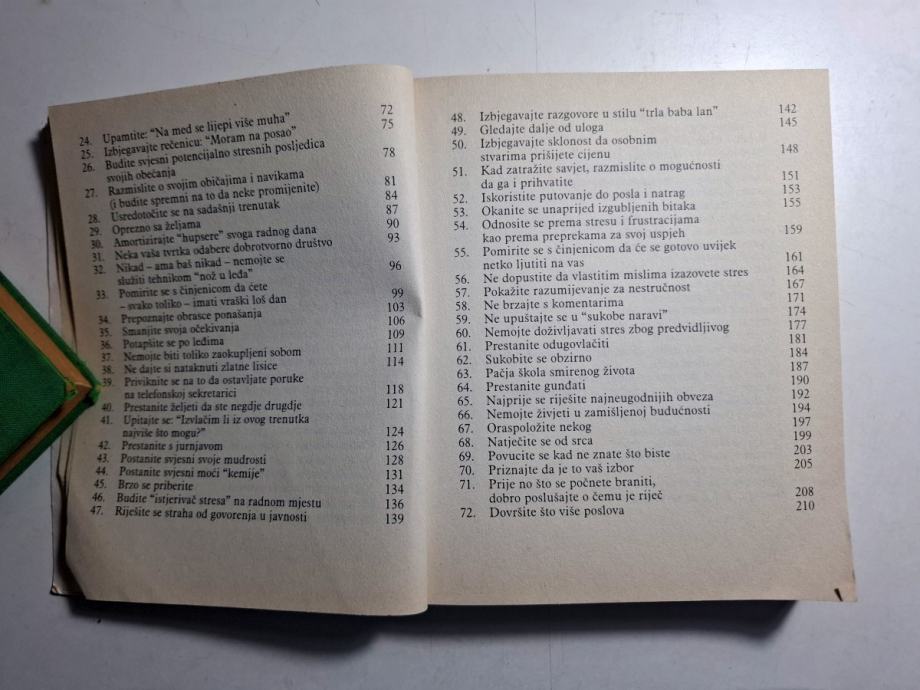 24. Upamtite: "Na med se lijepi više muha" 72
25. Izbjegavajte rečenicu: "Moram na posao" 75
26. Budite svjesni potencijalno stresnih posljedica
svojih obećanja 78
27. Razmislite o svojim običajima i navikama
(i budite spremni na to da neke promijenite) 81
28. Usredotočite se na sadašnji trenutak 84
29. Oprezno sa željama 87
30. Amortizirajte "hupsere" svoga radnog dana 90
31. Neka vaša tvrtka odabere dobrotvorno društvo 93
32. Nikad – ama baš nikad – nemojte se
služiti tehnikom "nož u leđa" 96
33. Pomirite se s činjenicom da ćete
– svako toliko – imati vraški loš dan 99
34. Prepoznajte obrasce ponašanja 103
35. Smanjite svoja očekivanja 106
36. Potapšite se po leđima 109
37. Nemojte biti toliko zaokupljeni sobom 111
38. Ne dajte si nataknuti zlatne lisice 114
39. Priviknite se na to da ostavljate poruke
na telefonskoj sekretarici 118
40. Prestanite željeti da ste negdje drugdje 121
41. Upitajte se: "Izvlačim li iz ovog trenutka
najviše što mogu?" 124
42. Prestanite s jurnjavom 126
43. Postanite svjesni svoje mudrosti 128
44. Postanite svjesni moći "kemije" 131
45. Brzo se priberite 134
46. Budite "istjerivač stresa" na radnom mjestu 136
47. Riješite se straha od govorenja u javnosti 139
48. Izbjegavajte razgovore u stilu "trla baba lan" 142
49. Gledajte dalje od uloga 145
50. Izbjegavajte sklonost da osobnim
stvarima prišijete cijenu 148
51. Kad zatražite savjet, razmislite o mogućnosti
da ga i prihvatite 151
52. Iskoristite putovanje do posla i natrag 153
53. Okanite se unaprijed izgubljenih bitaka 155
54. Odnosite se prema stresu i frustracijama
kao prema preprekama za svoj uspjeh 159
55. Pomirite se s činjenicom da će se gotovo uvijek
netko ljutiti na vas 161
56. Ne dopustite da vlastitim mislima izazovete stres 164
57. Pokažite razumijevanje za nestručnost 167
58. Ne brzajte s komentarima 171
59. Ne upuštajte se u "sukobe naravi" 174
60. Nemojte doživljavati stres zbog predvidljivog 177
61. Prestanite odugovlačiti 181
62. Sukobite se obzirno 184
63. Pačja škola smirenog života 187
64. Prestanite gunđati 190
65. Najprije se riješite najneugodnijih obveza 192
66. Nemojte živjeti u zamišljenoj budućnosti 194
67. Oraspoložite nekog 197
68. Natječite se od srca 199
69. Povucite se kad ne znate što biste 203
70. Priznajte da je to vaš izbor 205
71. Prije no što se počnete braniti,
dobro poslušajte o čemu je riječ 208
72. Dovršite što više poslova 210